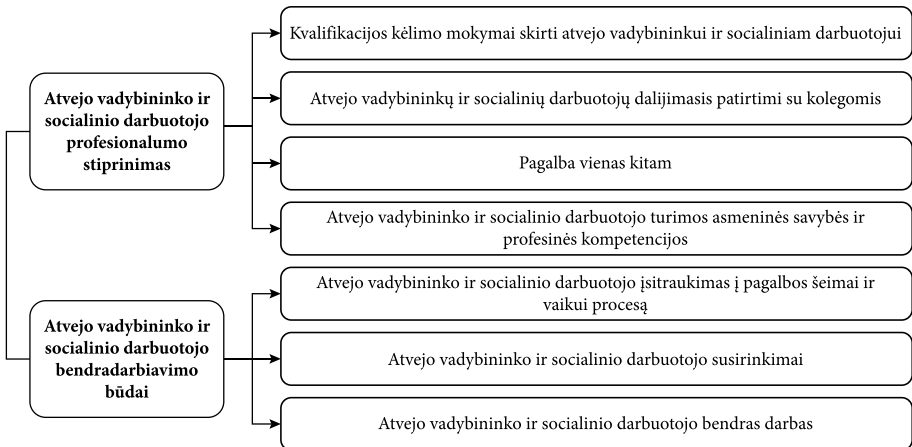 Atvejo vadybininko ir
socialinio darbuotojo
profesionalumo
stiprinimas
Kvalifikacijos kėlimo mokymai skirti atvejo vadybininkui ir socialiniam darbuotojui
Atvejo vadybininkų ir socialinių darbuotojų dalijimasis patirtimi su kolegomis
Pagalba vienas kitam
Atvejo vadybininko ir socialinio darbuotojo turimos asmeninės savybės ir
profesinės kompetencijos
Atvejo vadybininko ir
socialinio darbuotojo
bendradarbiavimo
būdai
Atvejo vadybininko ir socialinio darbuotojo įsitraukimas į pagalbos šeimai ir
vaikui procesą
Atvejo vadybininko ir socialinio darbuotojo susirinkimai
Atvejo vadybininko ir socialinio darbuotojo bendras darbas